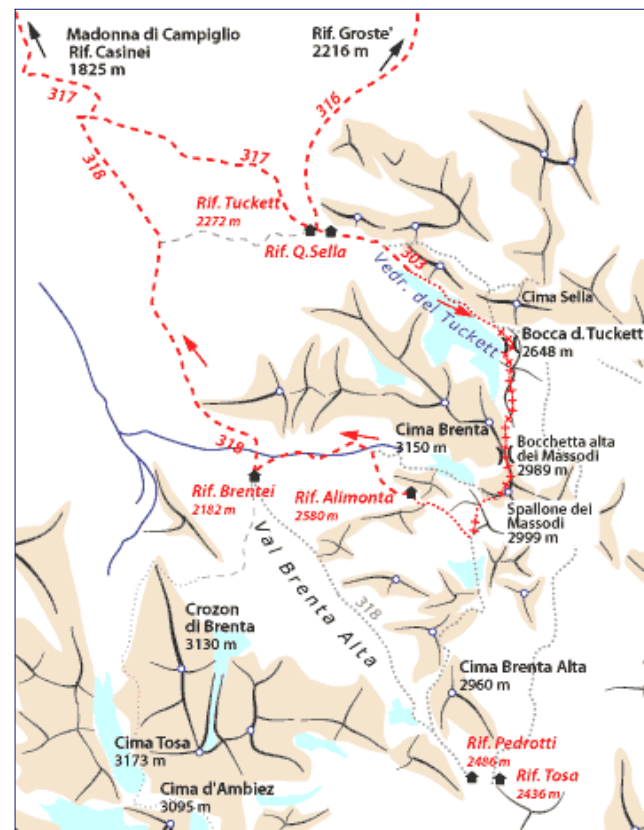 Madonna di Campiglio
Rif. Casinei
1825 m
Rif. Groste'
2216 m
317
316
318
317
Rif. Tuckett
2272 m
Rif. Q.Sella
303
Vedr. del Tuckett
Cima Sella
Bocca d. Tuckett
2648 m
Cima Brenta
3150 m
Bocchetta alta
dei Massodi
2989 m
318
Rif. Brentei
2182 m
Rif. Alimonta
2580 m
Spallone dei
Massodi
2999 m
Val Brenta Alta
318
Crozon
di Brenta
3130 m
Cima Brenta Alta
2960 m
Cima Tosa
3173 m
Rif. Pedrotti
2486 m
Rif. Tosa
2436 m
Cima d'Ambiez
3095 m